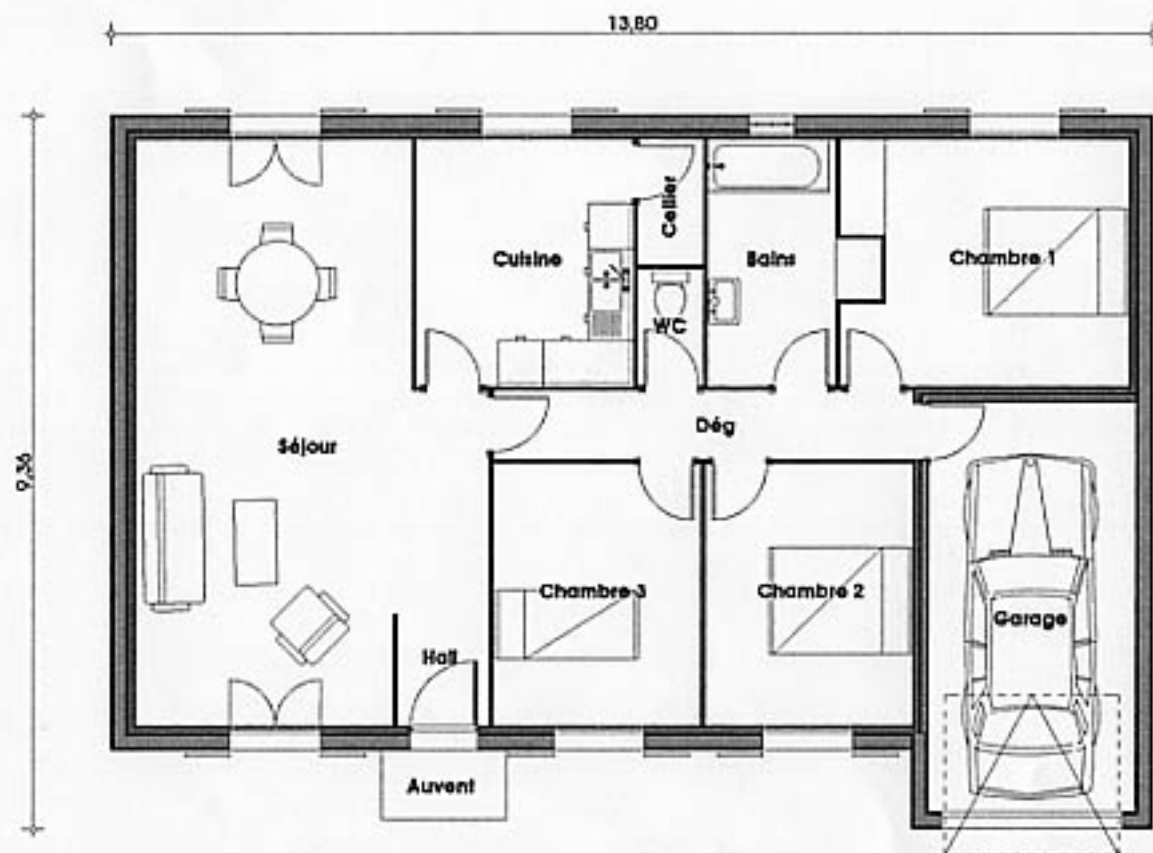 13,80
Cuisine
Cellier
Bains
Chambre 1
WC
Séjour
Dég
9,36
Chambre 3
Chambre 2
Garage
Hall
Auvent